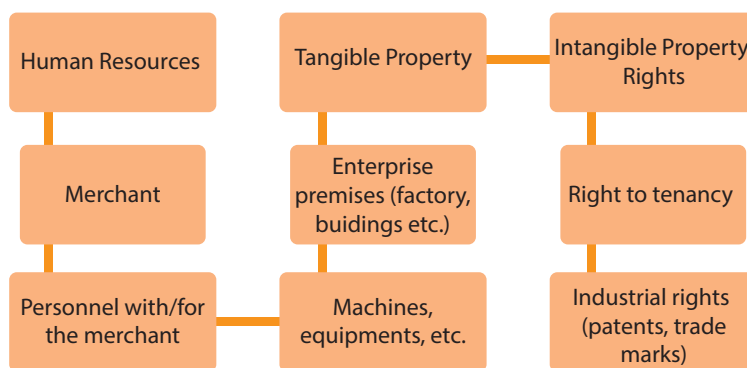 Human Resources
Merchant
Personnel with/for
the merchant
Tangible Property
Enterprise
premises (factory,
buidings etc.)
Machines,
equipments, etc.
Intangible Property
Rights
Right to tenancy
Industrial rights
(patents, trade
marks)